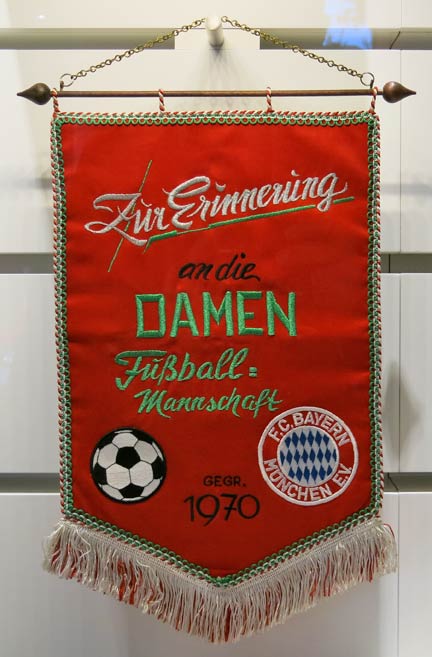 Zur Erinnerung
an die
DAMEN
Fußball=
Mannschaft
GEGR.
1970
F.C. BAYERN
MÜNCHEN E.V.